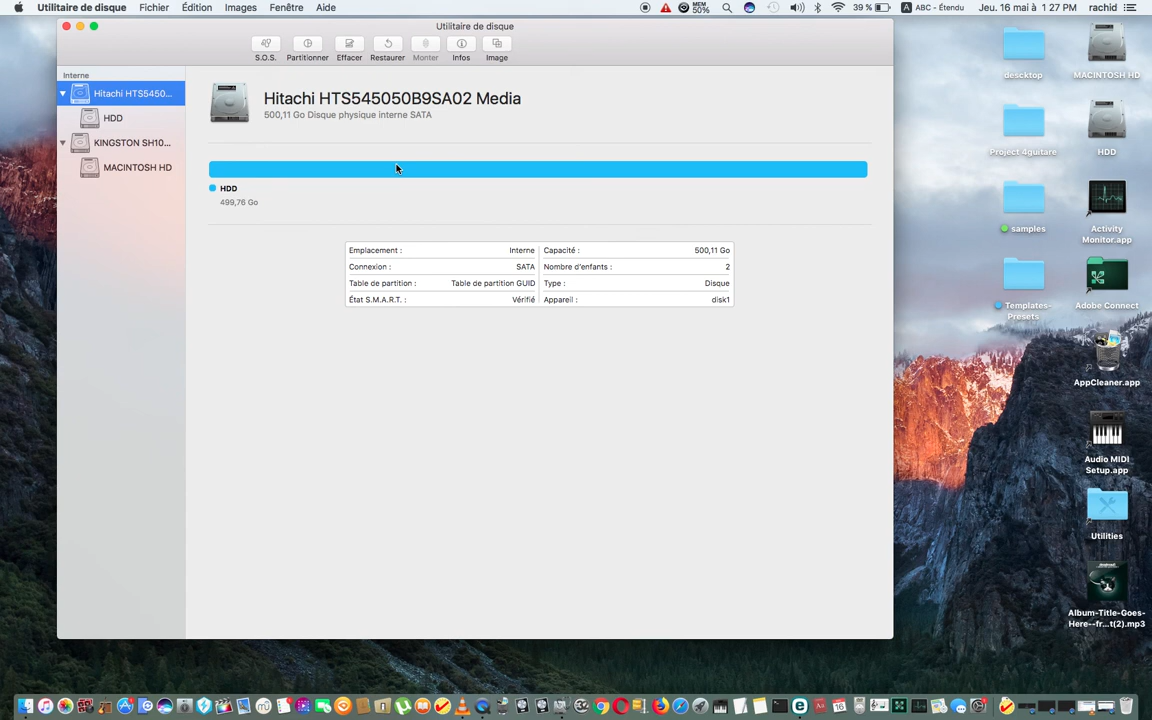 Utilitaire de disque Fichier Édition Images Fenêtre Aide MEM 50% 39 % ABC - Étendu Jeu. 16 mai à 1 27 PM rachid
Utilitaire de disque
S.O.S. Partitionner Effacer Restaurer Monter Infos Image
Interne
Hitachi HTS5450...
HDD
KINGSTON SH10...
MACINTOSH HD
Hitachi HTS545050B9SA02 Media
500,11 Go Disque physique interne SATA
HDD
499,76 Go
Emplacement : Interne Capacité : 500,11 Go
Connexion : SATA Nombre d'enfants : 2
Table de partition : Table de partition GUID Type : Disque
État S.M.A.R.T. : Vérifié Appareil : disk1
descktop MACINTOSH HD
Project 4guitare HDD
samples Activity
Monitor.app
Templates-
Presets Adobe Connect
AppCleaner.app
Audio MIDI
Setup.app
Utilities
Album-Title-Goes-
Here--fr...t(2).mp3